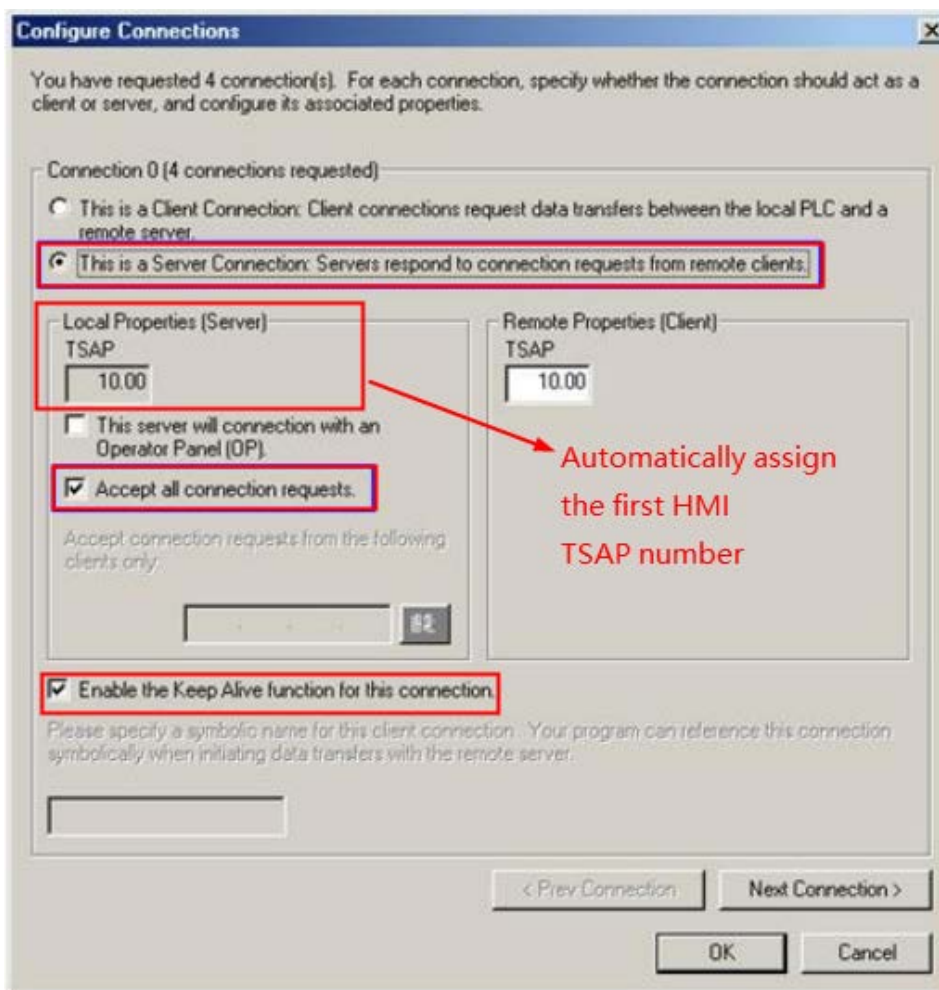 Configure Connections
You have requested 4 connection(s). For each connection, specify whether the connection should act as a
client or server, and configure its associated properties.
Connection 0 (4 connections requested)
This is a Client Connection: Client connections request data transfers between the local PLC and a
remote server.
This is a Server Connection: Servers respond to connection requests from remote clients.
Local Properties (Server)
TSAP
10.00
This server will connection with an
Operator Panel (OP).
Accept all connection requests.
Accept connection requests from the following
clients only:
Remote Properties (Client)
TSAP
10.00
Automatically assign
the first HMI
TSAP number
Enable the Keep Alive function for this connection.
Please specify a symbolic name for this client connection . Your program can reference this connection
symbolically when initiating data transfers with the remote server.
< Prev Connection
Next Connection >
OK
Cancel